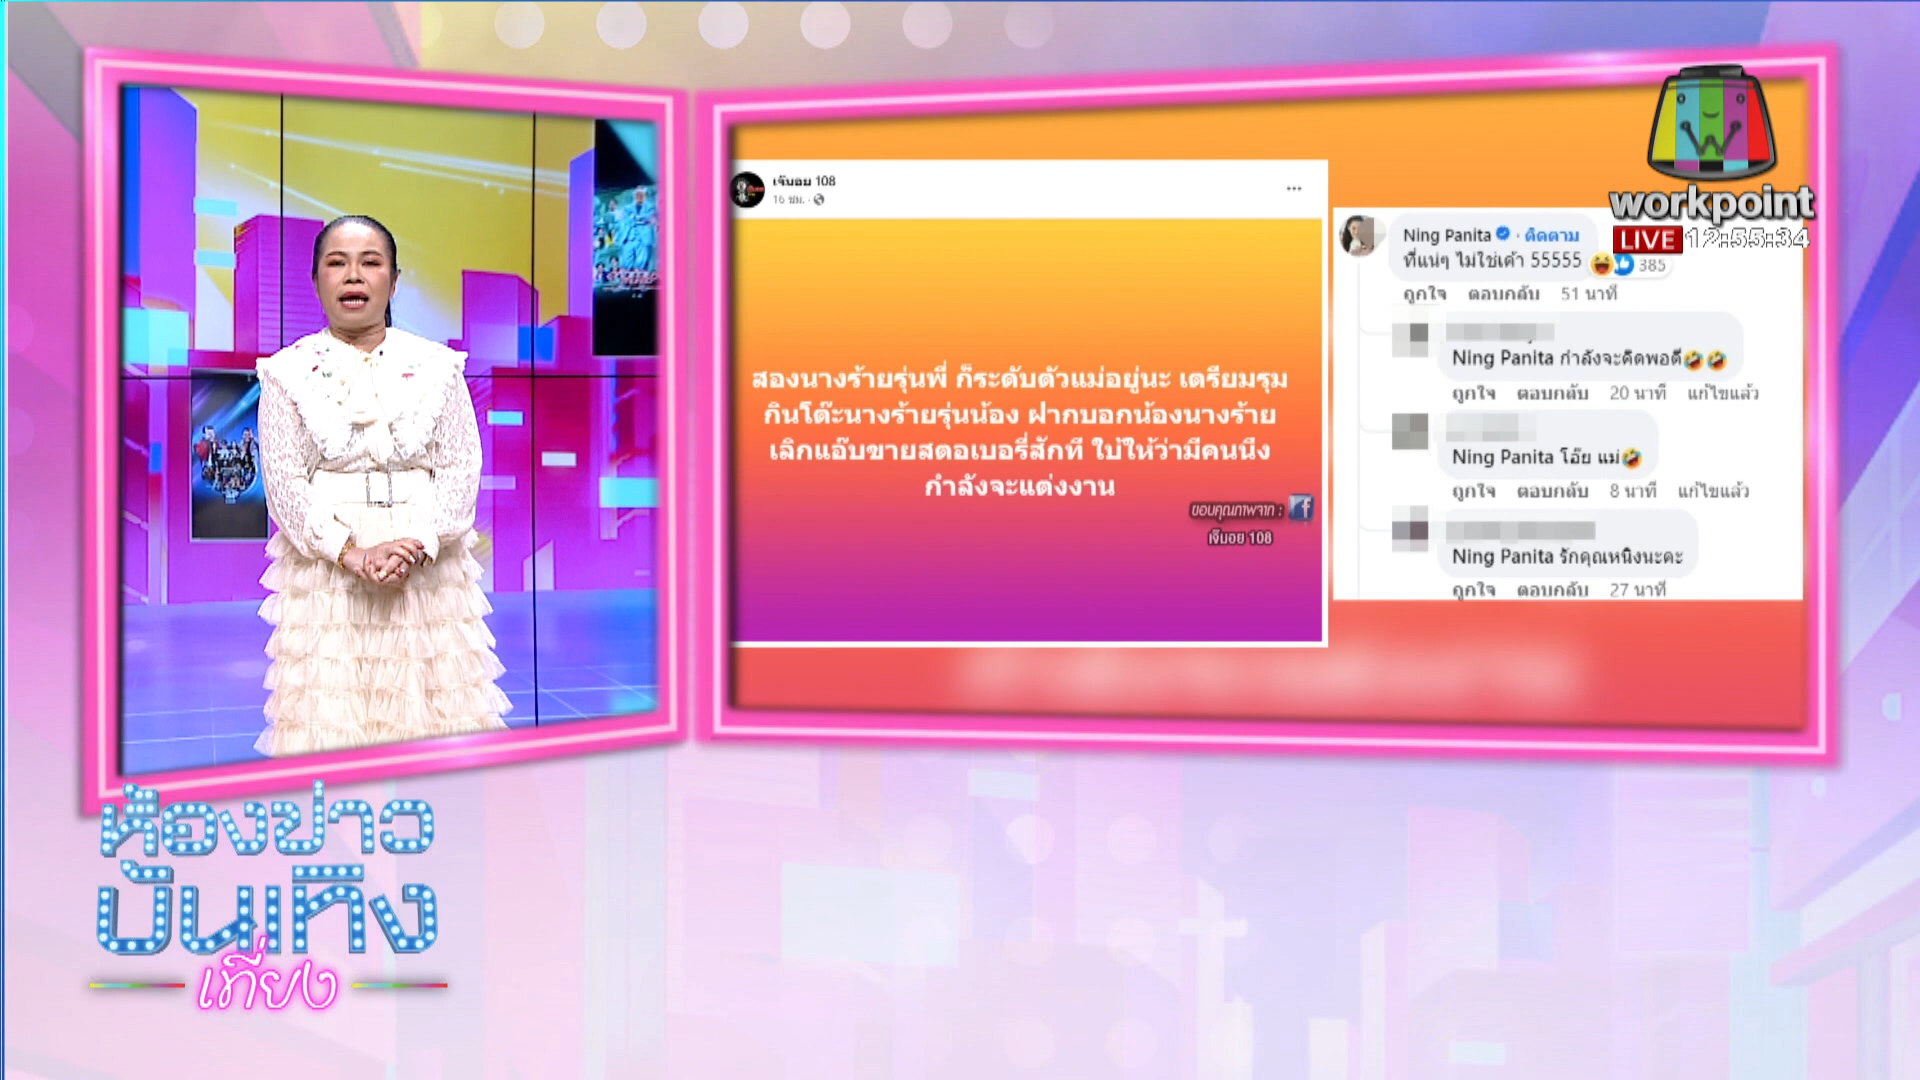 workpoint
LIVE 12:55:34
เจ๊มอย 108
16 ชม.
สองนางร้ายรุ่นพี่ ก็ระดับตัวแม่อยู่นะ เตรียมรุม
กินโต๊ะนางร้ายรุ่นน้อง ฝากบอกน้องนางร้าย
เลิกแอ๊บขายสตอเบอรี่สักที ใบ้ให้ว่ามีคนนึง
กำลังจะแต่งงาน
ขอบคุณภาพจาก :
เจ๊มอย 108
Ning Panita · ติดตาม
ที่แน่ๆ ไม่ใช่เค้า 55555
385
ถูกใจ ตอบกลับ 51 นาที
Ning Panita กำลังจะคิดพอดี🤣🤣
ถูกใจ ตอบกลับ 20 นาที แก้ไขแล้ว
Ning Panita โอ๊ย แม่🤣
ถูกใจ ตอบกลับ 8 นาที แก้ไขแล้ว
Ning Panita รักคุณหนิงนะคะ
ถูกใจ ตอบกลับ 27 นาที
ห้องข่าว
บันเทิง
เที่ยง